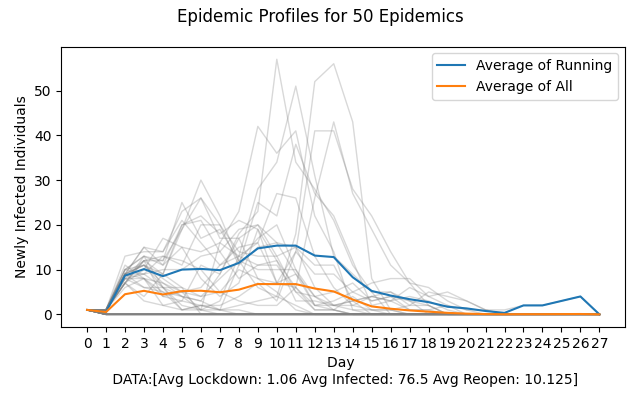 Epidemic Profiles for 50 Epidemics
Average of Running
Average of All
Newly Infected Individuals
50
40
30
20
10
0
0 1 2 3 4 5 6 7 8 9 10 11 12 13 14 15 16 17 18 19 20 21 22 23 24 25 26 27
Day
DATA:[Avg Lockdown: 1.06 Avg Infected: 76.5 Avg Reopen: 10.125]